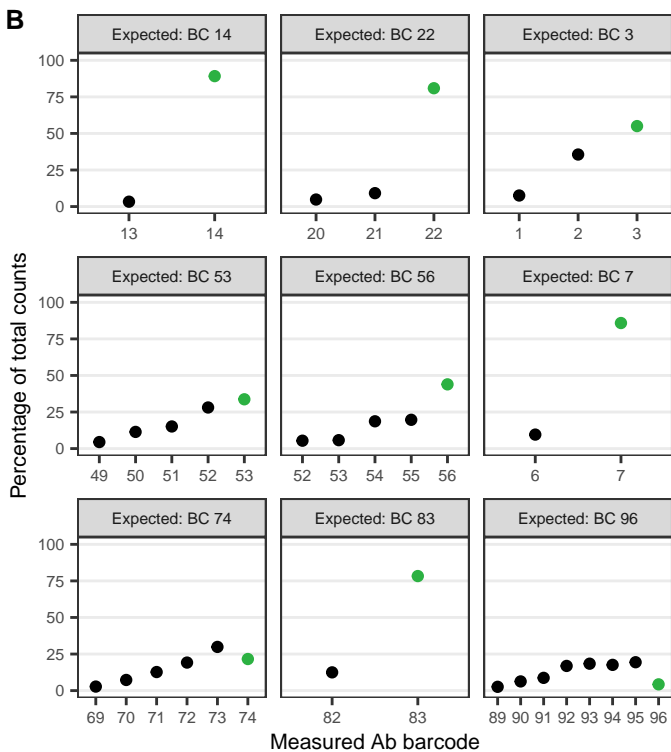 B
Expected: BC 14
Expected: BC 22
Expected: BC 3
100
75
50
25
0
13 14
20 21 22
1 2 3
Expected: BC 53
Expected: BC 56
Expected: BC 7
100
75
50
25
0
49 50 51 52 53
52 53 54 55 56
6 7
Expected: BC 74
Expected: BC 83
Expected: BC 96
100
75
50
25
0
69 70 71 72 73 74
82 83
89 90 91 92 93 94 95 96
Percentage of total counts
Measured Ab barcode